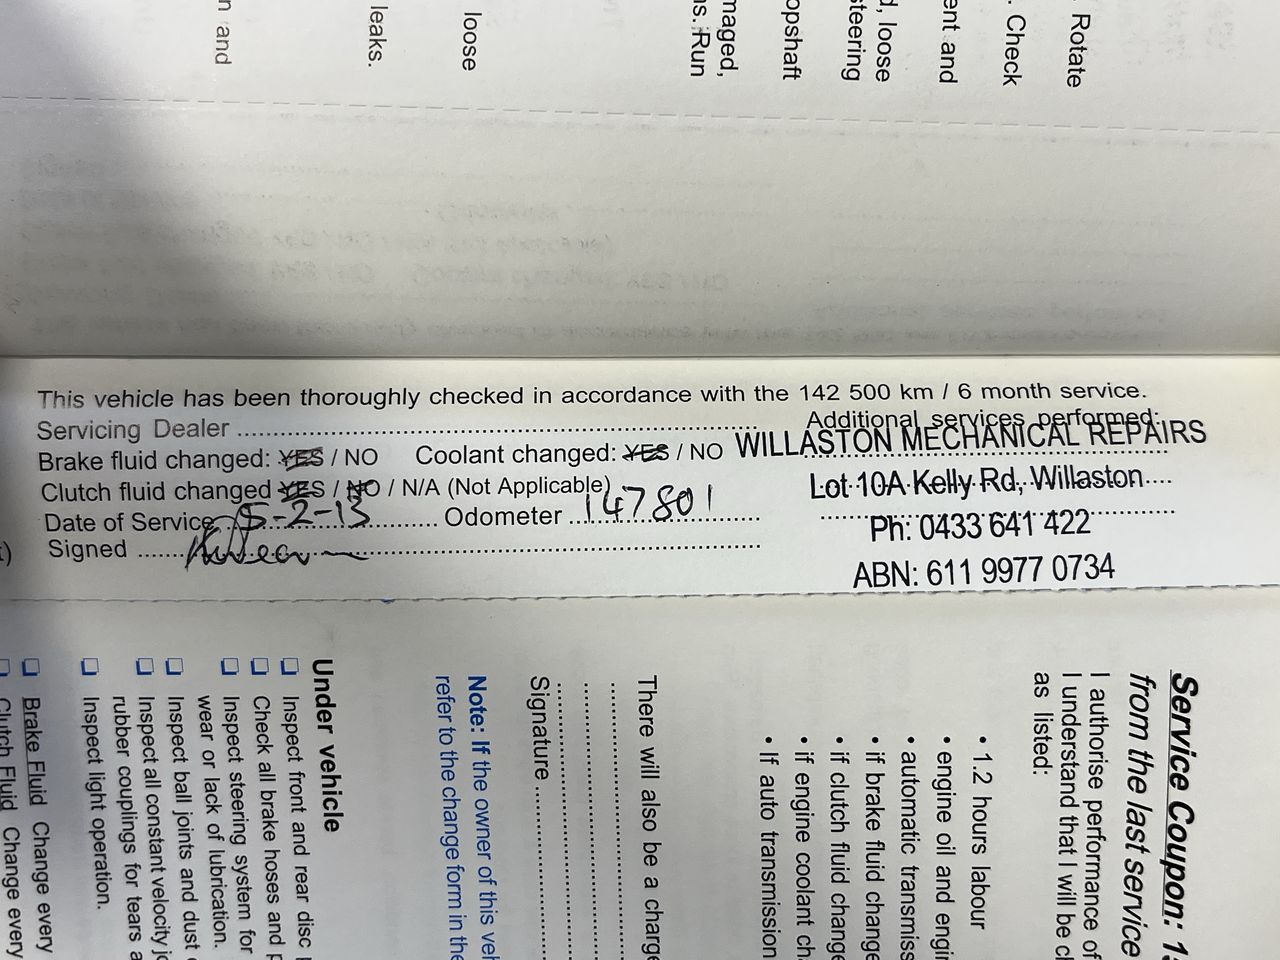 n and
leaks.
loose
maged,
ns. Run
opshaft
d, loose
steering
ent and
. Check
Rotate
This vehicle has been thoroughly checked in accordance with the 142 500 km / 6 month service.
Servicing Dealer
Additional services performed:
WILLASTON MECHANICAL REPAIRS
Brake fluid changed: YES / NO Coolant changed: YES / NO
Lot 10A Kelly Rd, Willaston
Clutch fluid changed YES / NO / N/A (Not Applicable)
Date of Service 5-2-13 Odometer 147801
Ph: 0433 641 422
Signed
ABN: 611 9977 0734
Service Coupon: 1
from the last service
I authorise performance of
I understand that I will be c
as listed:
• 1.2 hours labour
• engine oil and engin
• automatic transmiss
• if brake fluid change
• if clutch fluid change
• if engine coolant ch
• If auto transmission
There will also be a charge
Signature
Note: If the owner of this veh
refer to the change form in the
Under vehicle
❑ Inspect front and rear disc
❑ Check all brake hoses and p
❑ Inspect steering system for
wear or lack of lubrication.
❑ Inspect ball joints and dust
❑ Inspect all constant velocity jo
rubber couplings for tears a
❑ Inspect light operation.
❑ Brake Fluid Change every
❑ Clutch Fluid Change every